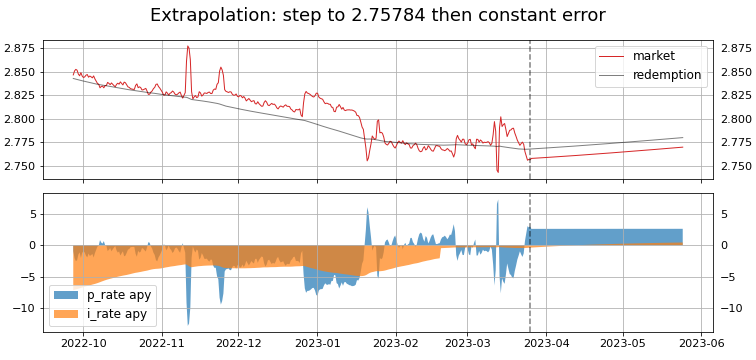 Extrapolation: step to 2.75784 then constant error
2.875 2.875
market
2.850 2.850
redemption
2.825 2.825
2.800 2.800
2.775 2.775
2.750 2.750
5 5
0 0
−5 −5
p_rate apy
i_rate apy
−10 −10
2022-10 2022-11 2022-12 2023-01 2023-02 2023-03 2023-04 2023-05 2023-06